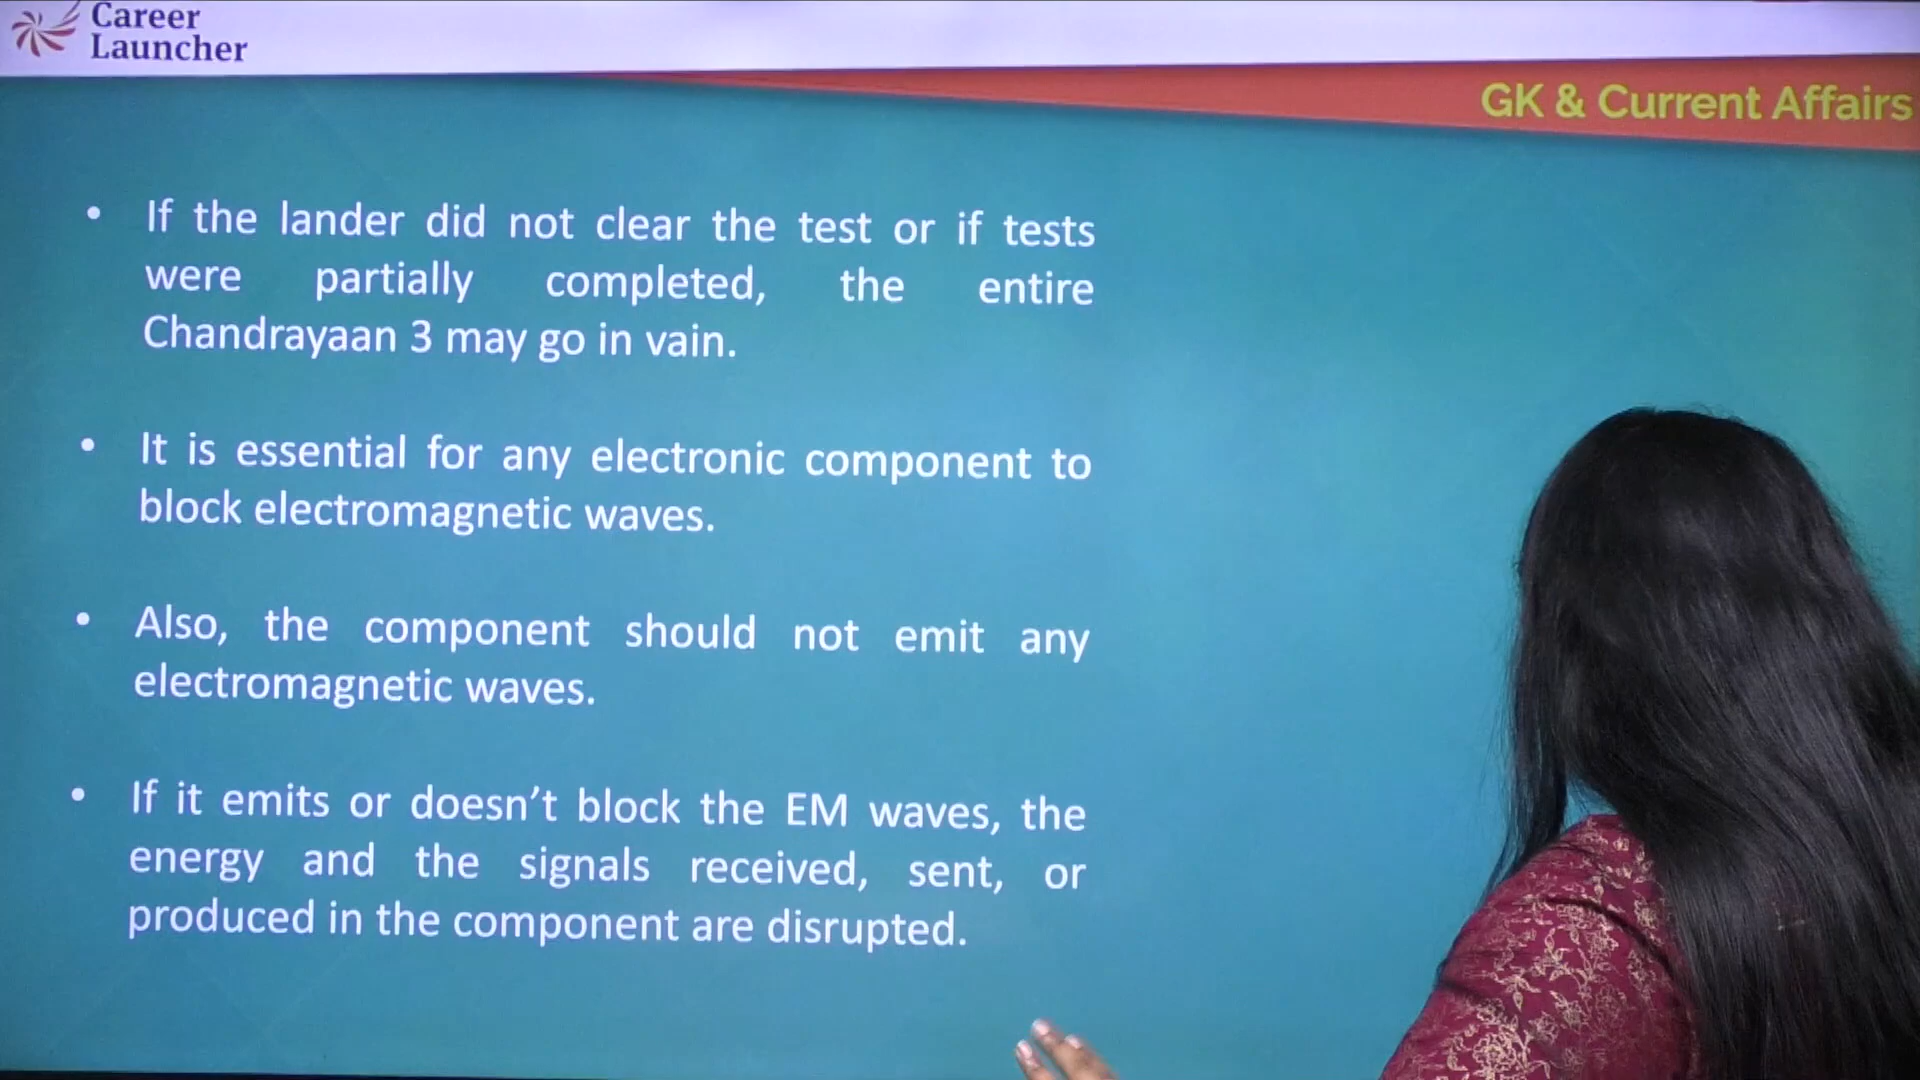 Career
Launcher
GK & Current Affairs
• If the lander did not clear the test or if tests
were partially completed, the entire
Chandrayaan 3 may go in vain.
• It is essential for any electronic component to
block electromagnetic waves.
• Also, the component should not emit any
electromagnetic waves.
• If it emits or doesn’t block the EM waves, the
energy and the signals received, sent, or
produced in the component are disrupted.